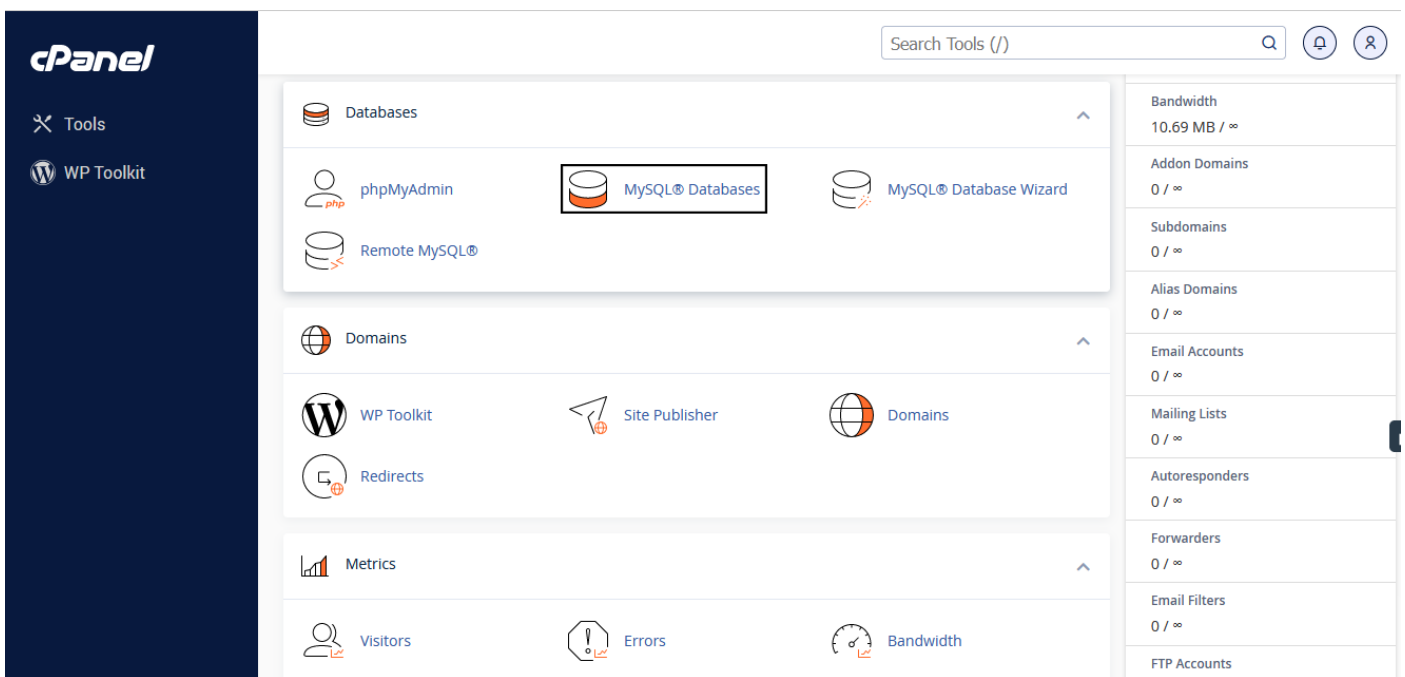 cPanel
Tools
WP Toolkit
Search Tools (/)
Databases
phpMyAdmin
php
MySQL® Databases
MySQL® Database Wizard
Remote MySQL®
Domains
WP Toolkit
Site Publisher
Domains
Redirects
Metrics
Visitors
Errors
Bandwidth
Bandwidth
10.69 MB / ∞
Addon Domains
0 / ∞
Subdomains
0 / ∞
Alias Domains
0 / ∞
Email Accounts
0 / ∞
Mailing Lists
0 / ∞
Autoresponders
0 / ∞
Forwarders
0 / ∞
Email Filters
0 / ∞
FTP Accounts